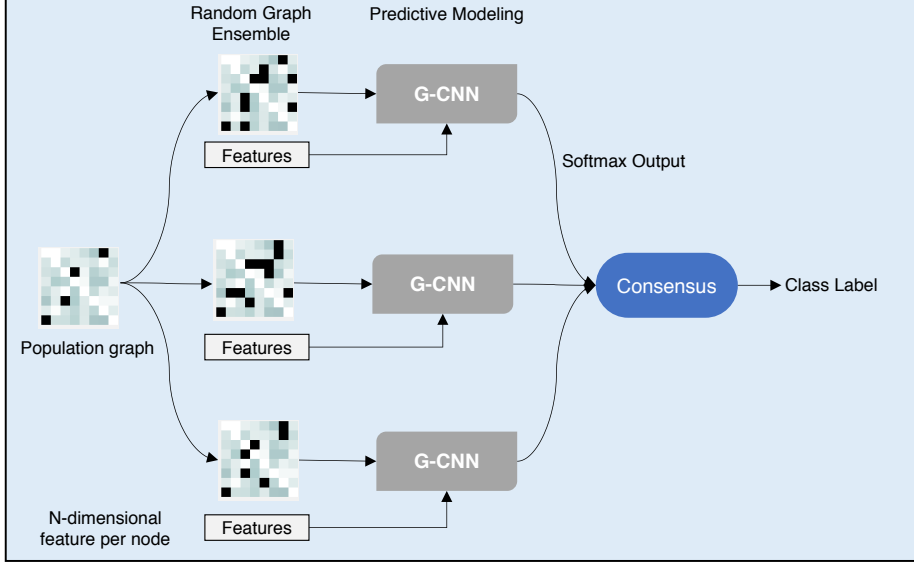 Random Graph
Ensemble
Predictive Modeling
G-CNN
Features
Softmax Output
G-CNN
Consensus
Class Label
Population graph
Features
G-CNN
N-dimensional
feature per node
Features